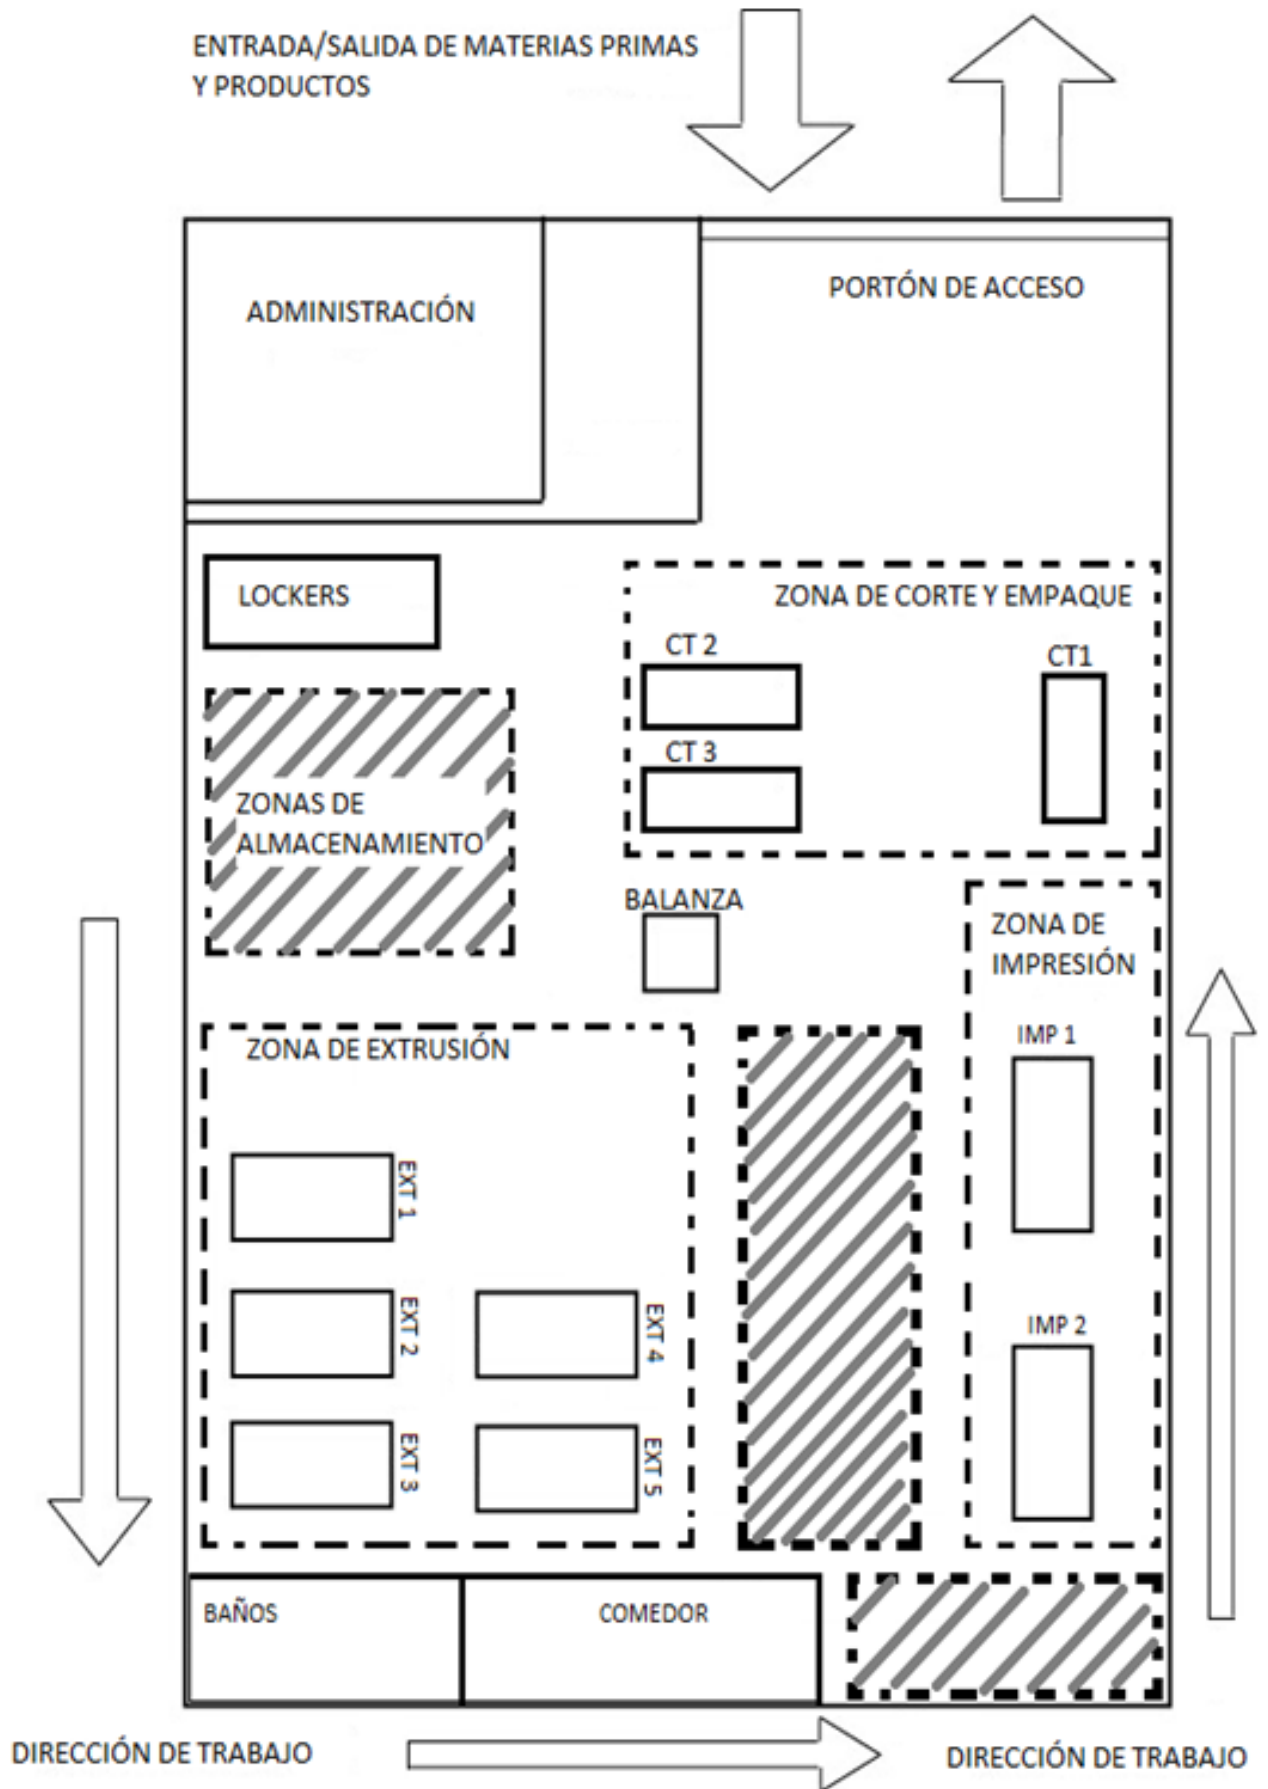 ENTRADA/SALIDA DE MATERIAS PRIMAS
Y PRODUCTOS
ADMINISTRACIÓN
PORTÓN DE ACCESO
LOCKERS
ZONA DE CORTE Y EMPAQUE
CT 2
CT1
CT 3
ZONAS DE
ALMACENAMIENTO
BALANZA
ZONA DE
IMPRESIÓN
ZONA DE EXTRUSIÓN
IMP 1
EXT 1
EXT 2
EXT 4
IMP 2
EXT 3
EXT 5
BAÑOS
COMEDOR
DIRECCIÓN DE TRABAJO
DIRECCIÓN DE TRABAJO